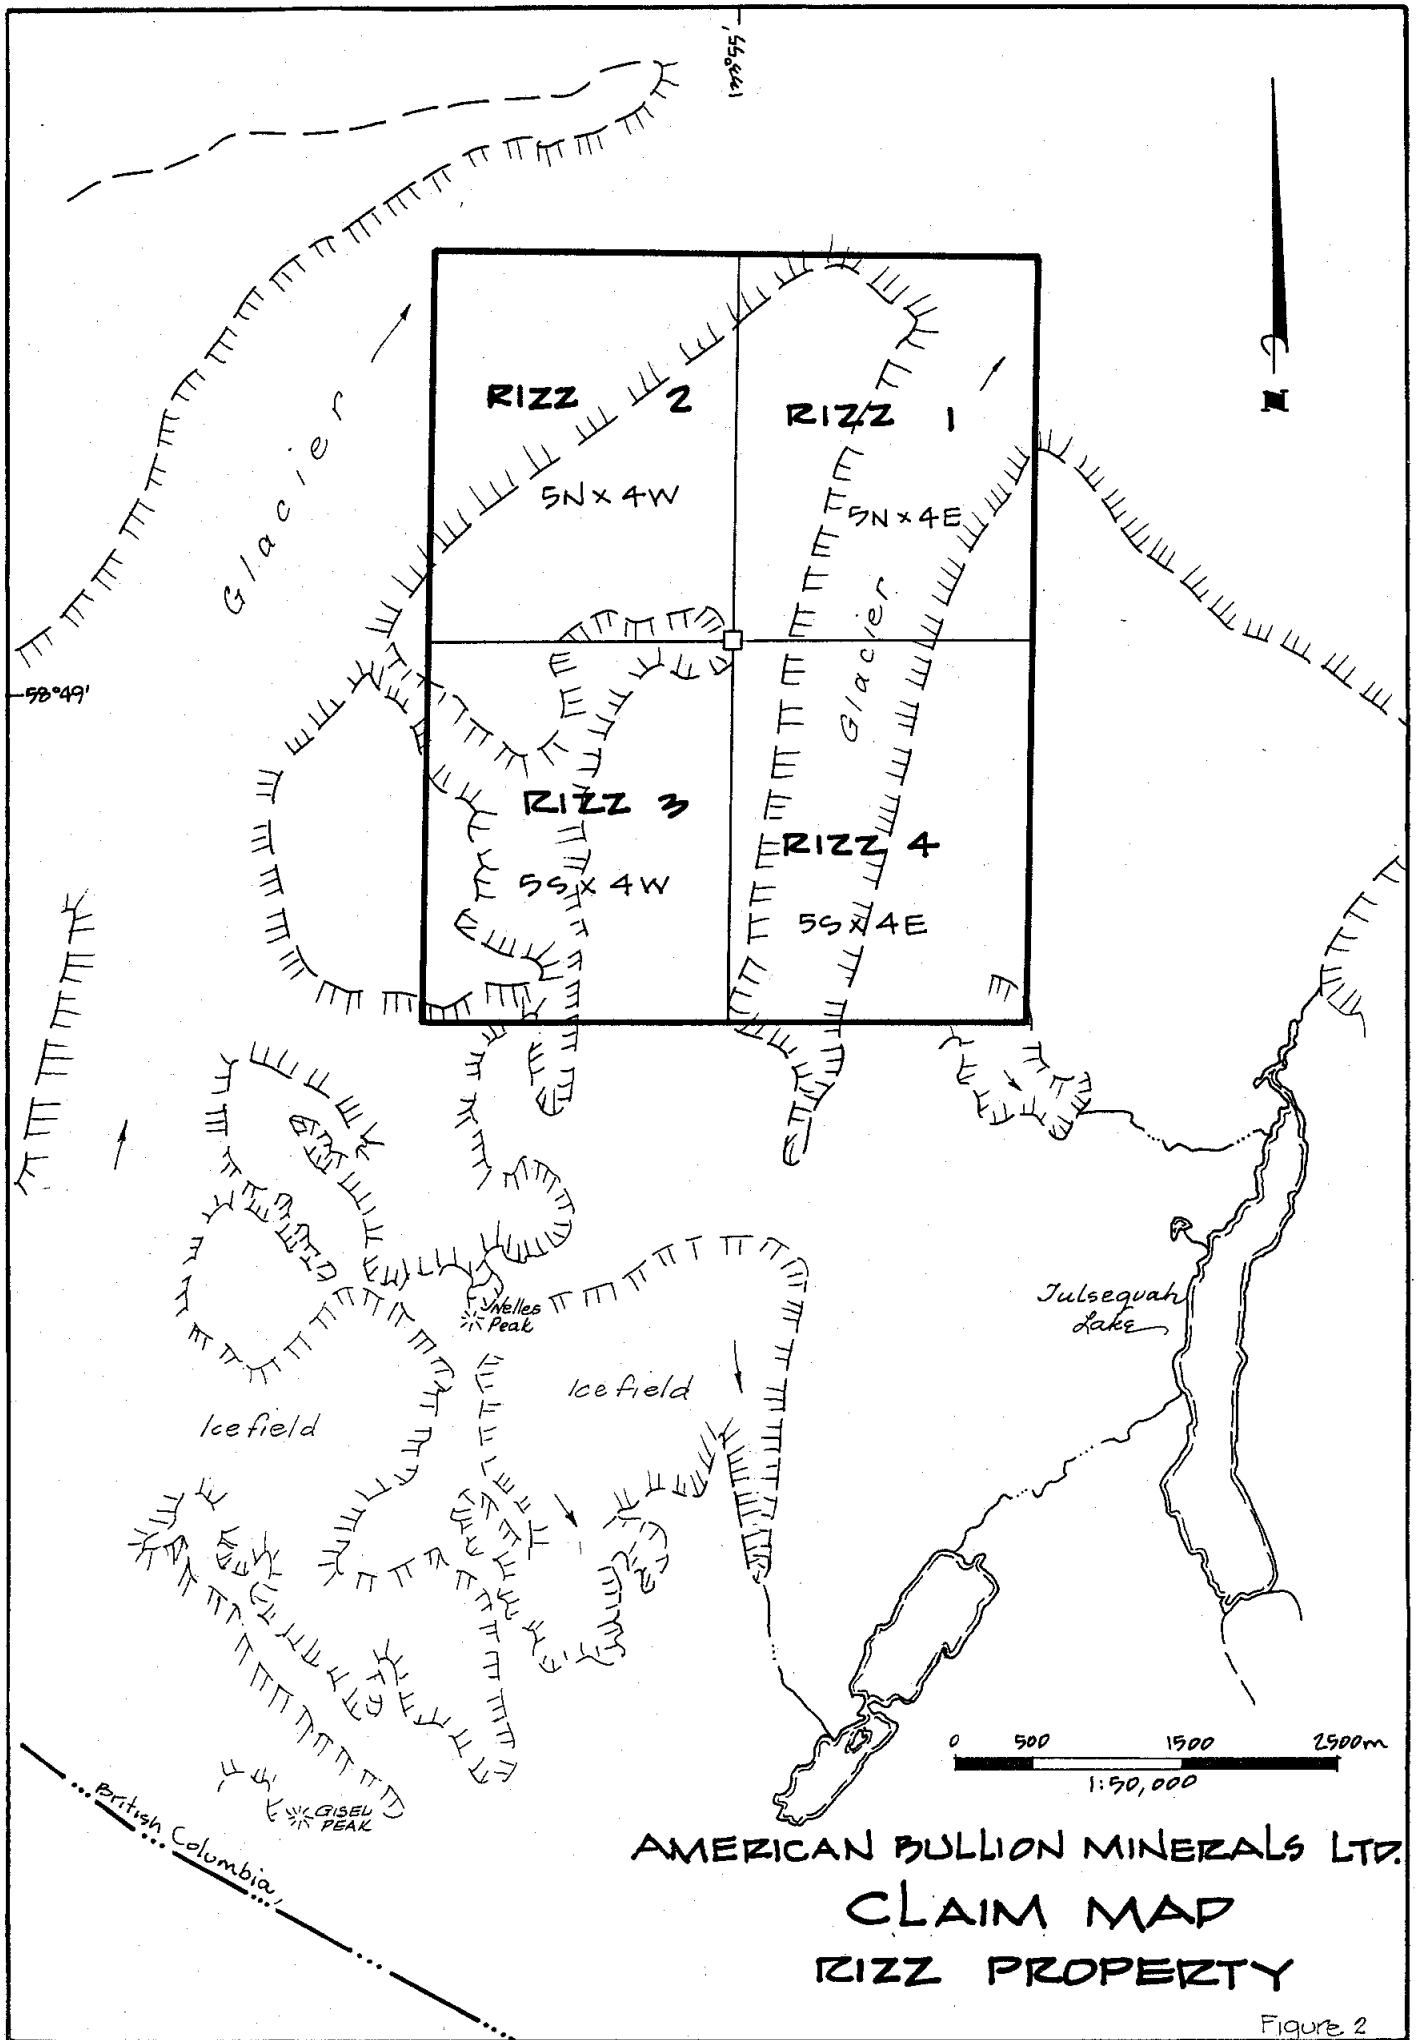 133°55'
N
RIZZ 2
RIZZ 1
5N x 4W
5N x 4E
Glacier
Glacier
58°49'
RIZZ 3
RIZZ 4
5S x 4W
5S x 4E
Tulsequah
Lake
Nelles
Peak
Icefield
Icefield
GISEL
PEAK
British Columbia
0 500 1500 2500m
1:50,000
AMERICAN BULLION MINERALS LTD.
CLAIM MAP
RIZZ PROPERTY
Figure 2